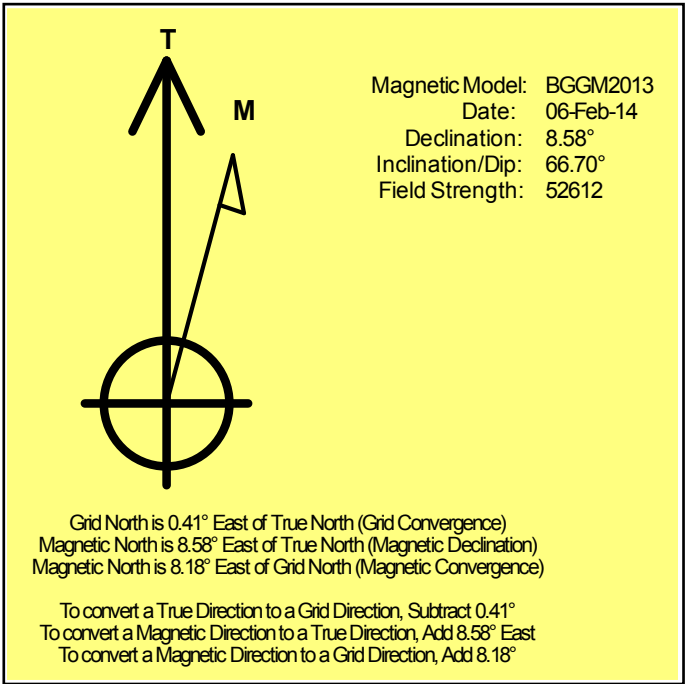 T
M
Magnetic Model: BGGM2013
Date: 06-Feb-14
Declination: 8.58°
Inclination/Dip: 66.70°
Field Strength: 52612
Grid North is 0.41° East of True North (Grid Convergence)
Magnetic North is 8.58° East of True North (Magnetic Declination)
Magnetic North is 8.18° East of Grid North (Magnetic Convergence)
To convert a True Direction to a Grid Direction, Subtract 0.41°
To convert a Magnetic Direction to a True Direction, Add 8.58° East
To convert a Magnetic Direction to a Grid Direction, Add 8.18°